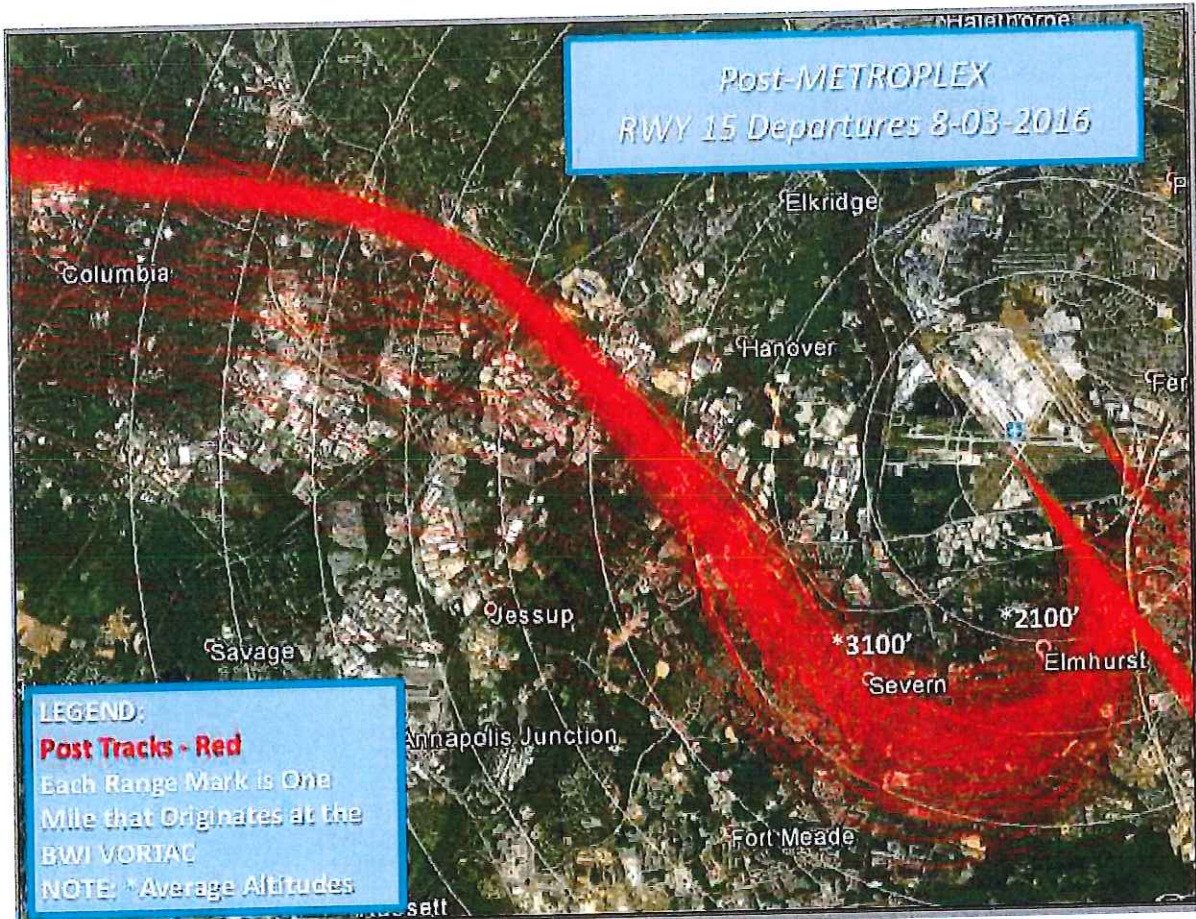 Halethorpe
Post-METROPLEX
RWY 15 Departures 8-03-2016
Elkridge
Columbia
Hanover
Fer
Jessup
*2100'
*3100'
Savage
Elmhurst
Severn
LEGEND:
Post Tracks - Red
Each Range Mark is One
Mile that Originates at the
BWI VORTAC
NOTE: *Average Altitudes
Annapolis Junction
Fort Meade